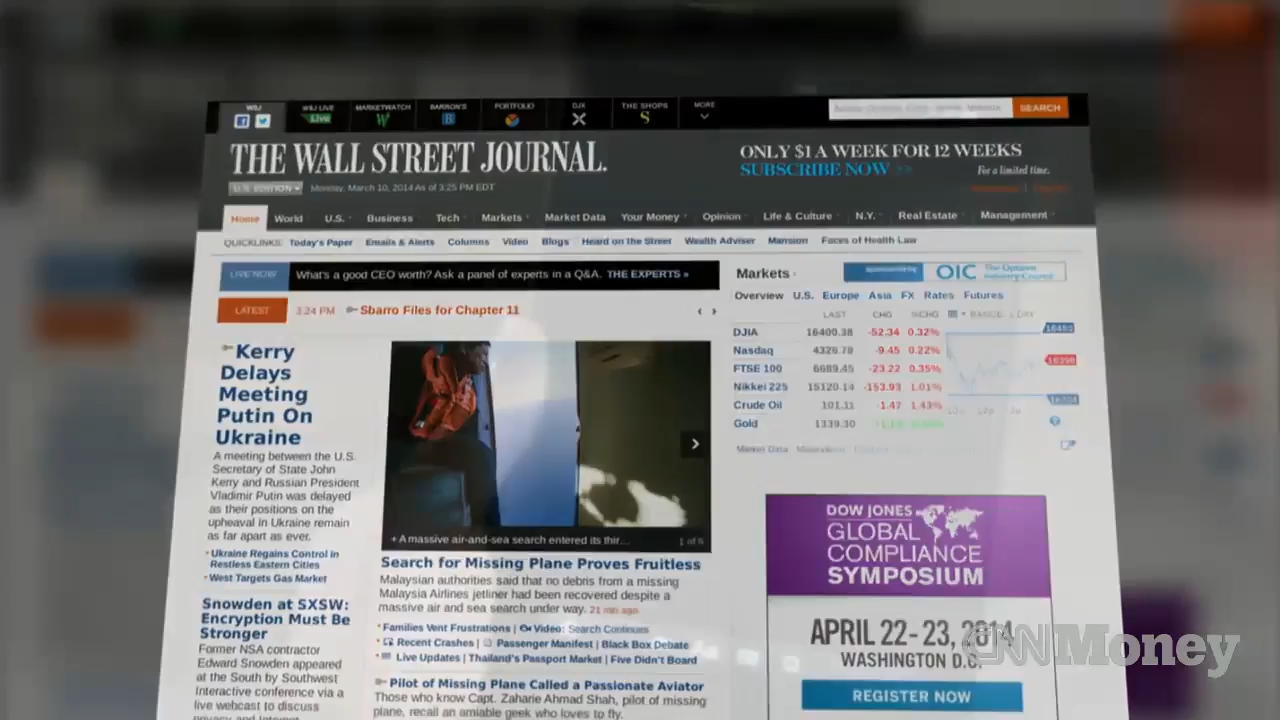 WSJ
WSJ LIVE
MARKETWATCH
BARRON'S
PORTFOLIO
DJX
THE SHOPS
MORE
Live
SEARCH
THE WALL STREET JOURNAL.
ONLY $1 A WEEK FOR 12 WEEKS
SUBSCRIBE NOW >>
For a limited time.
U.S. EDITION
Monday, March 10, 2014 As of 3:25 PM EDT
Home World U.S. Business Tech Markets Market Data Your Money Opinion Life & Culture N.Y. Real Estate Management
QUICKLINKS: Today's Paper Emails & Alerts Columns Video Blogs Heard on the Street Wealth Adviser Mansion Faces of Health Law
LIVE NOW What's a good CEO worth? Ask a panel of experts in a Q&A. THE EXPERTS »
LATEST 3:24 PM Sbarro Files for Chapter 11
Kerry
Delays
Meeting
Putin On
Ukraine
A meeting between the U.S.
Secretary of State John
Kerry and Russian President
Vladimir Putin was delayed
as their positions on the
upheaval in Ukraine remain
as far apart as ever.
Ukraine Regains Control in
Restless Eastern Cities
West Targets Gas Market
Snowden at SXSW:
Encryption Must Be
Stronger
Former NSA contractor
Edward Snowden appeared
at the South by Southwest
Interactive conference via a
live webcast to discuss
+ A massive air-and-sea search entered its thir...
1 of 6
Search for Missing Plane Proves Fruitless
Malaysian authorities said that no debris from a missing
Malaysia Airlines jetliner had been recovered despite a
massive air and sea search under way. 21 min ago
Families Vent Frustrations | Video: Search Continues
Recent Crashes | Passenger Manifest | Black Box Debate
Live Updates | Thailand's Passport Market | Five Didn't Board
Pilot of Missing Plane Called a Passionate Aviator
Those who know Capt. Zaharie Ahmad Shah, pilot of missing
plane, recall an amiable geek who loves to fly.
Markets
OIC
Overview U.S. Europe Asia FX Rates Futures
LAST CHG %CHG
DJIA 16400.38 -52.34 0.32%
Nasdaq 4326.78 -9.45 0.22%
FTSE 100 6689.45 -23.22 0.35%
Nikkei 225 15120.14 -153.93 1.01%
Crude Oil 101.11 -1.47 1.43%
Gold 1339.30
Market Data
DOW JONES
GLOBAL
COMPLIANCE
SYMPOSIUM
APRIL 22-23, 2014
WASHINGTON D.C.
REGISTER NOW
CNNMoney